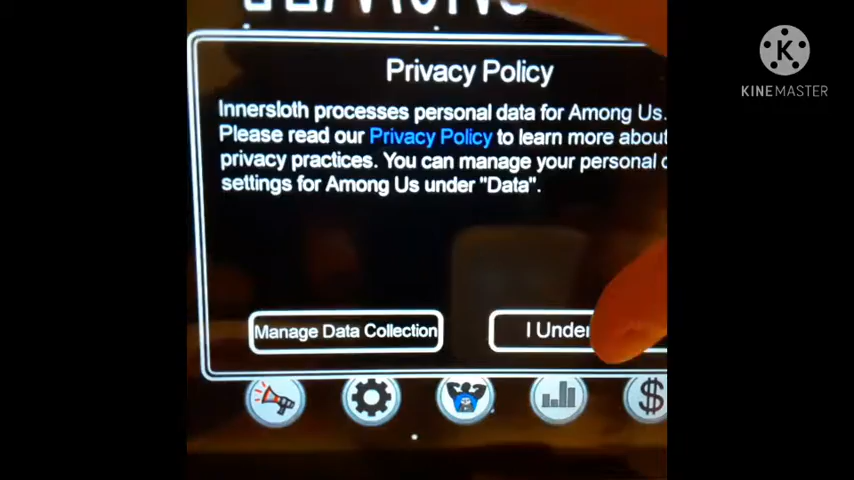 Privacy Policy
Innersloth processes personal data for Among Us.
Please read our Privacy Policy to learn more about
privacy practices. You can manage your personal
settings for Among Us under "Data".
Manage Data Collection
I Under
K
KINEMASTER
$